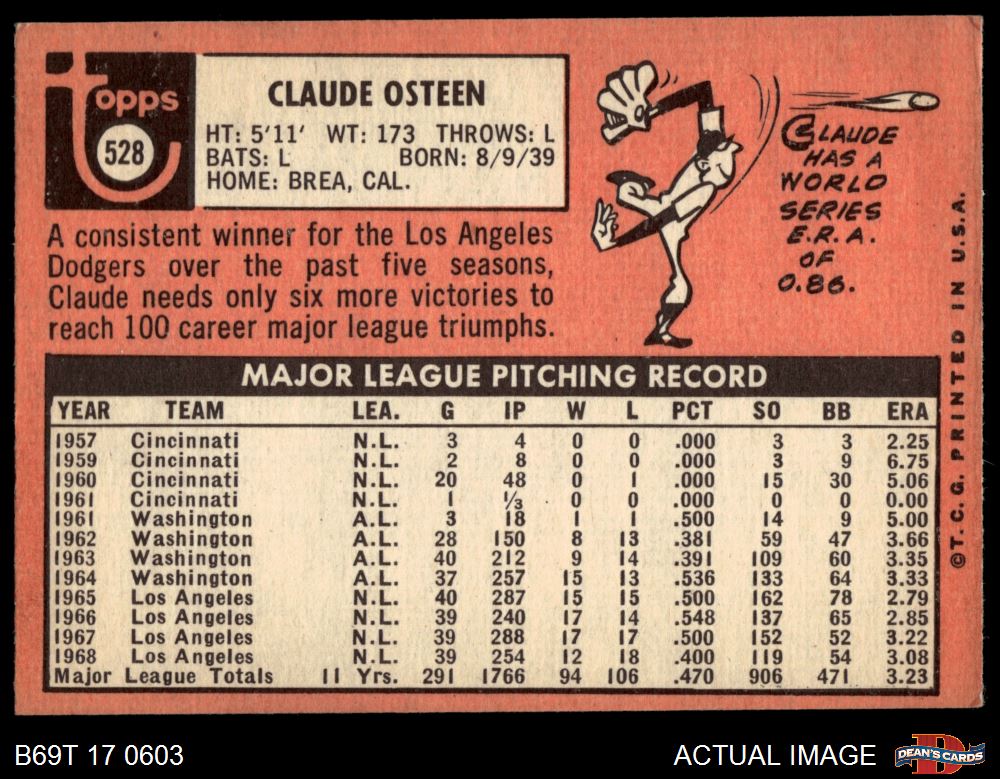 topps
528
CLAUDE OSTEEN
HT: 5'11' WT: 173 THROWS: L
BATS: L BORN: 8/9/39
HOME: BREA, CAL.
A consistent winner for the Los Angeles
Dodgers over the past five seasons,
Claude needs only six more victories to
reach 100 career major league triumphs.
CLAUDE
HAS A
WORLD
SERIES
E.R.A.
OF
0.86.
MAJOR LEAGUE PITCHING RECORD
YEAR TEAM LEA. G IP W L PCT SO BB ERA
1957 Cincinnati N.L. 3 4 0 0 .000 3 3 2.25
1959 Cincinnati N.L. 2 8 0 0 .000 3 9 6.75
1960 Cincinnati N.L. 20 48 0 1 .000 15 30 5.06
1961 Cincinnati N.L. 1 ⅓ 0 0 .000 0 0 0.00
1961 Washington A.L. 3 18 1 1 .500 14 9 5.00
1962 Washington A.L. 28 150 8 13 .381 59 47 3.66
1963 Washington A.L. 40 212 9 14 .391 109 60 3.35
1964 Washington A.L. 37 257 15 13 .536 133 64 3.33
1965 Los Angeles N.L. 40 287 15 15 .500 162 78 2.79
1966 Los Angeles N.L. 39 240 17 14 .548 137 65 2.85
1967 Los Angeles N.L. 39 288 17 17 .500 152 52 3.22
1968 Los Angeles N.L. 39 254 12 18 .400 119 54 3.08
Major League Totals 11 Yrs. 291 1766 94 106 .470 906 471 3.23
©T.C.G. PRINTED IN U.S.A.
B69T 17 0603
ACTUAL IMAGE
DEAN'S CARDS